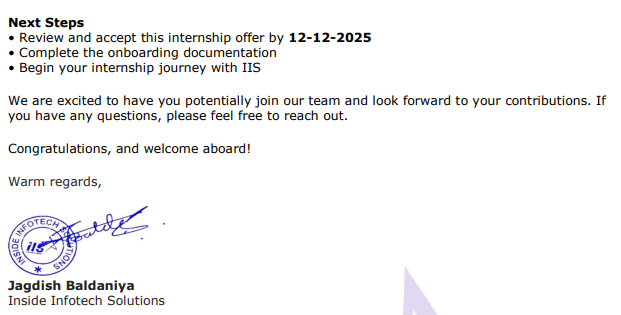 Next Steps
• Review and accept this internship offer by 12-12-2025
• Complete the onboarding documentation
• Begin your internship journey with IIS
We are excited to have you potentially join our team and look forward to your contributions. If
you have any questions, please feel free to reach out.
Congratulations, and welcome aboard!
Warm regards,
INSIDE INFOTECH SOLUTIONS
iis
Jagdish Baldaniya
Inside Infotech Solutions